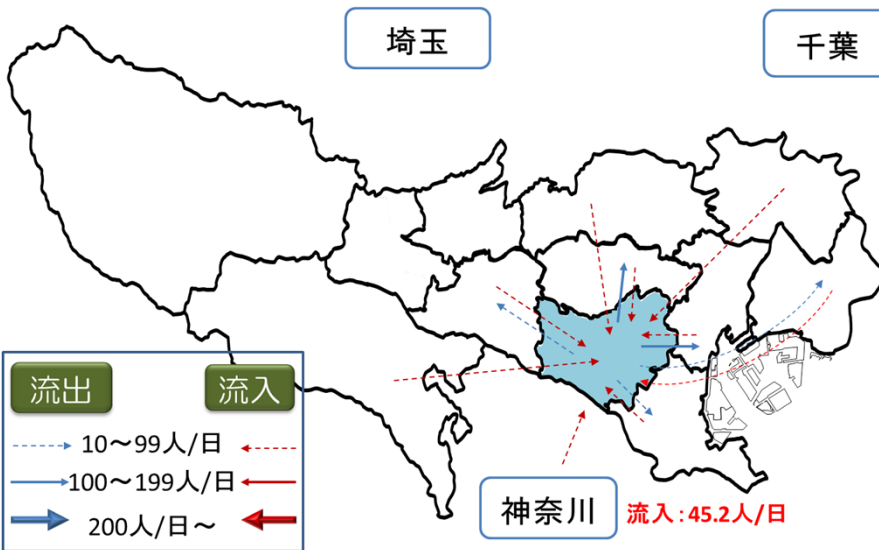 埼玉
千葉
流出 流入
10～99人/日
100～199人/日
200人/日～
神奈川
流入：45.2人/日